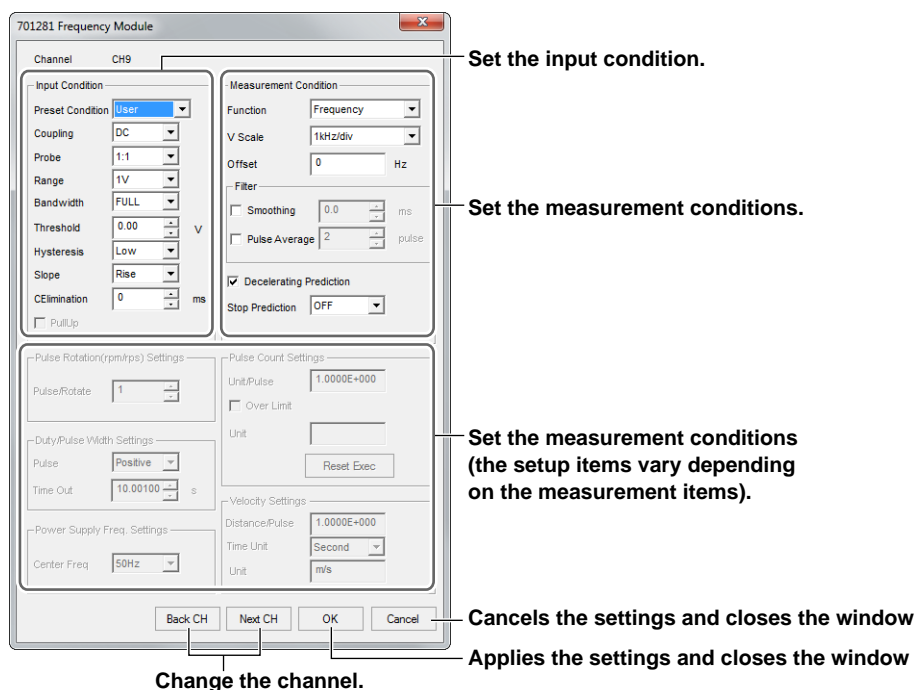 701281 Frequency Module
Channel CH9
Set the input condition.
Input Condition
Preset Condition User
Coupling DC
Probe 1:1
Range 1V
Bandwidth FULL
Threshold 0.00 V
Hysteresis Low
Slope Rise
CElimination 0 ms
PullUp
Measurement Condition
Function Frequency
V Scale 1kHz/div
Offset 0 Hz
Filter
Smoothing 0.0 ms
Pulse Average 2 pulse
Decelerating Prediction
Stop Prediction OFF
Set the measurement conditions.
Pulse Rotation(rpm/rps) Settings
Pulse/Rotate 1
Duty/Pulse Width Settings
Pulse Positive
Time Out 10.00100 s
Power Supply Freq. Settings
Center Freq 50Hz
Pulse Count Settings
Unit/Pulse 1.0000E+000
Over Limit
Unit
Reset Exec
Velocity Settings
Distance/Pulse 1.0000E+000
Time Unit Second
Unit m/s
Set the measurement conditions
(the setup items vary depending
on the measurement items).
Back CH Next CH OK Cancel
Cancels the settings and closes the window
Applies the settings and closes the window
Change the channel.